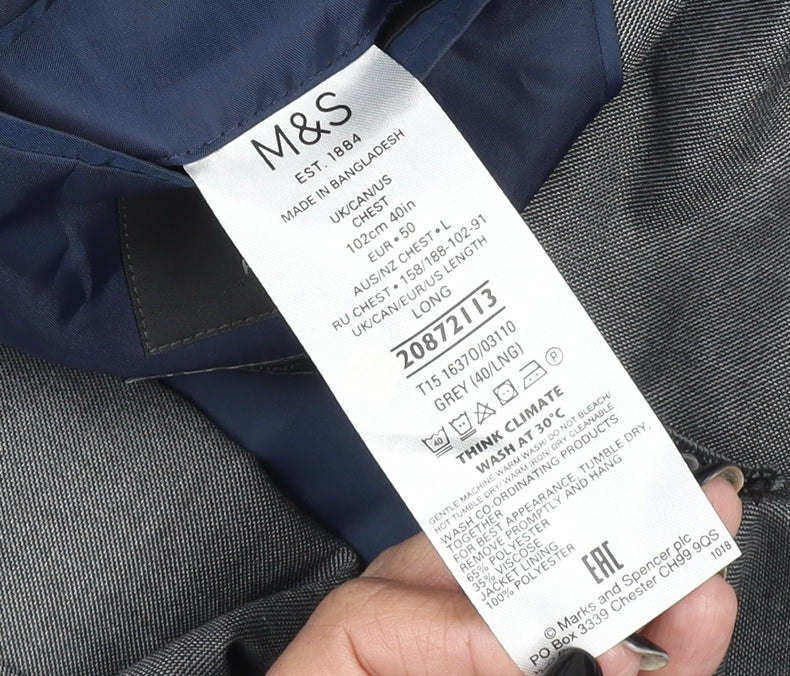 M&S
EST. 1884
MADE IN BANGLADESH
UK/CAN/US
CHEST
102cm 40in
EUR•50
AUS/NZ CHEST•L
RU CHEST•158/188-102-91
UK/CAN/EUR/US LENGTH
LONG
20872113
T15 1637O/03110
GREY (40/LNG)
40
P
THINK CLIMATE
WASH AT 30°C
GENTLE MACHINE WARM WASH/ DO NOT BLEACH/
HOT TUMBLE DRY/ WARM IRON/ DRY CLEANABLE
WASH CO-ORDINATING PRODUCTS
TOGETHER
FOR BEST APPEARANCE, TUMBLE DRY,
REMOVE PROMPTLY AND HANG
65% POLYESTER
35% VISCOSE
JACKET LINING
100% POLYESTER
EAC
© Marks and Spencer plc
PO Box 3339 Chester CH99 9QS
1018